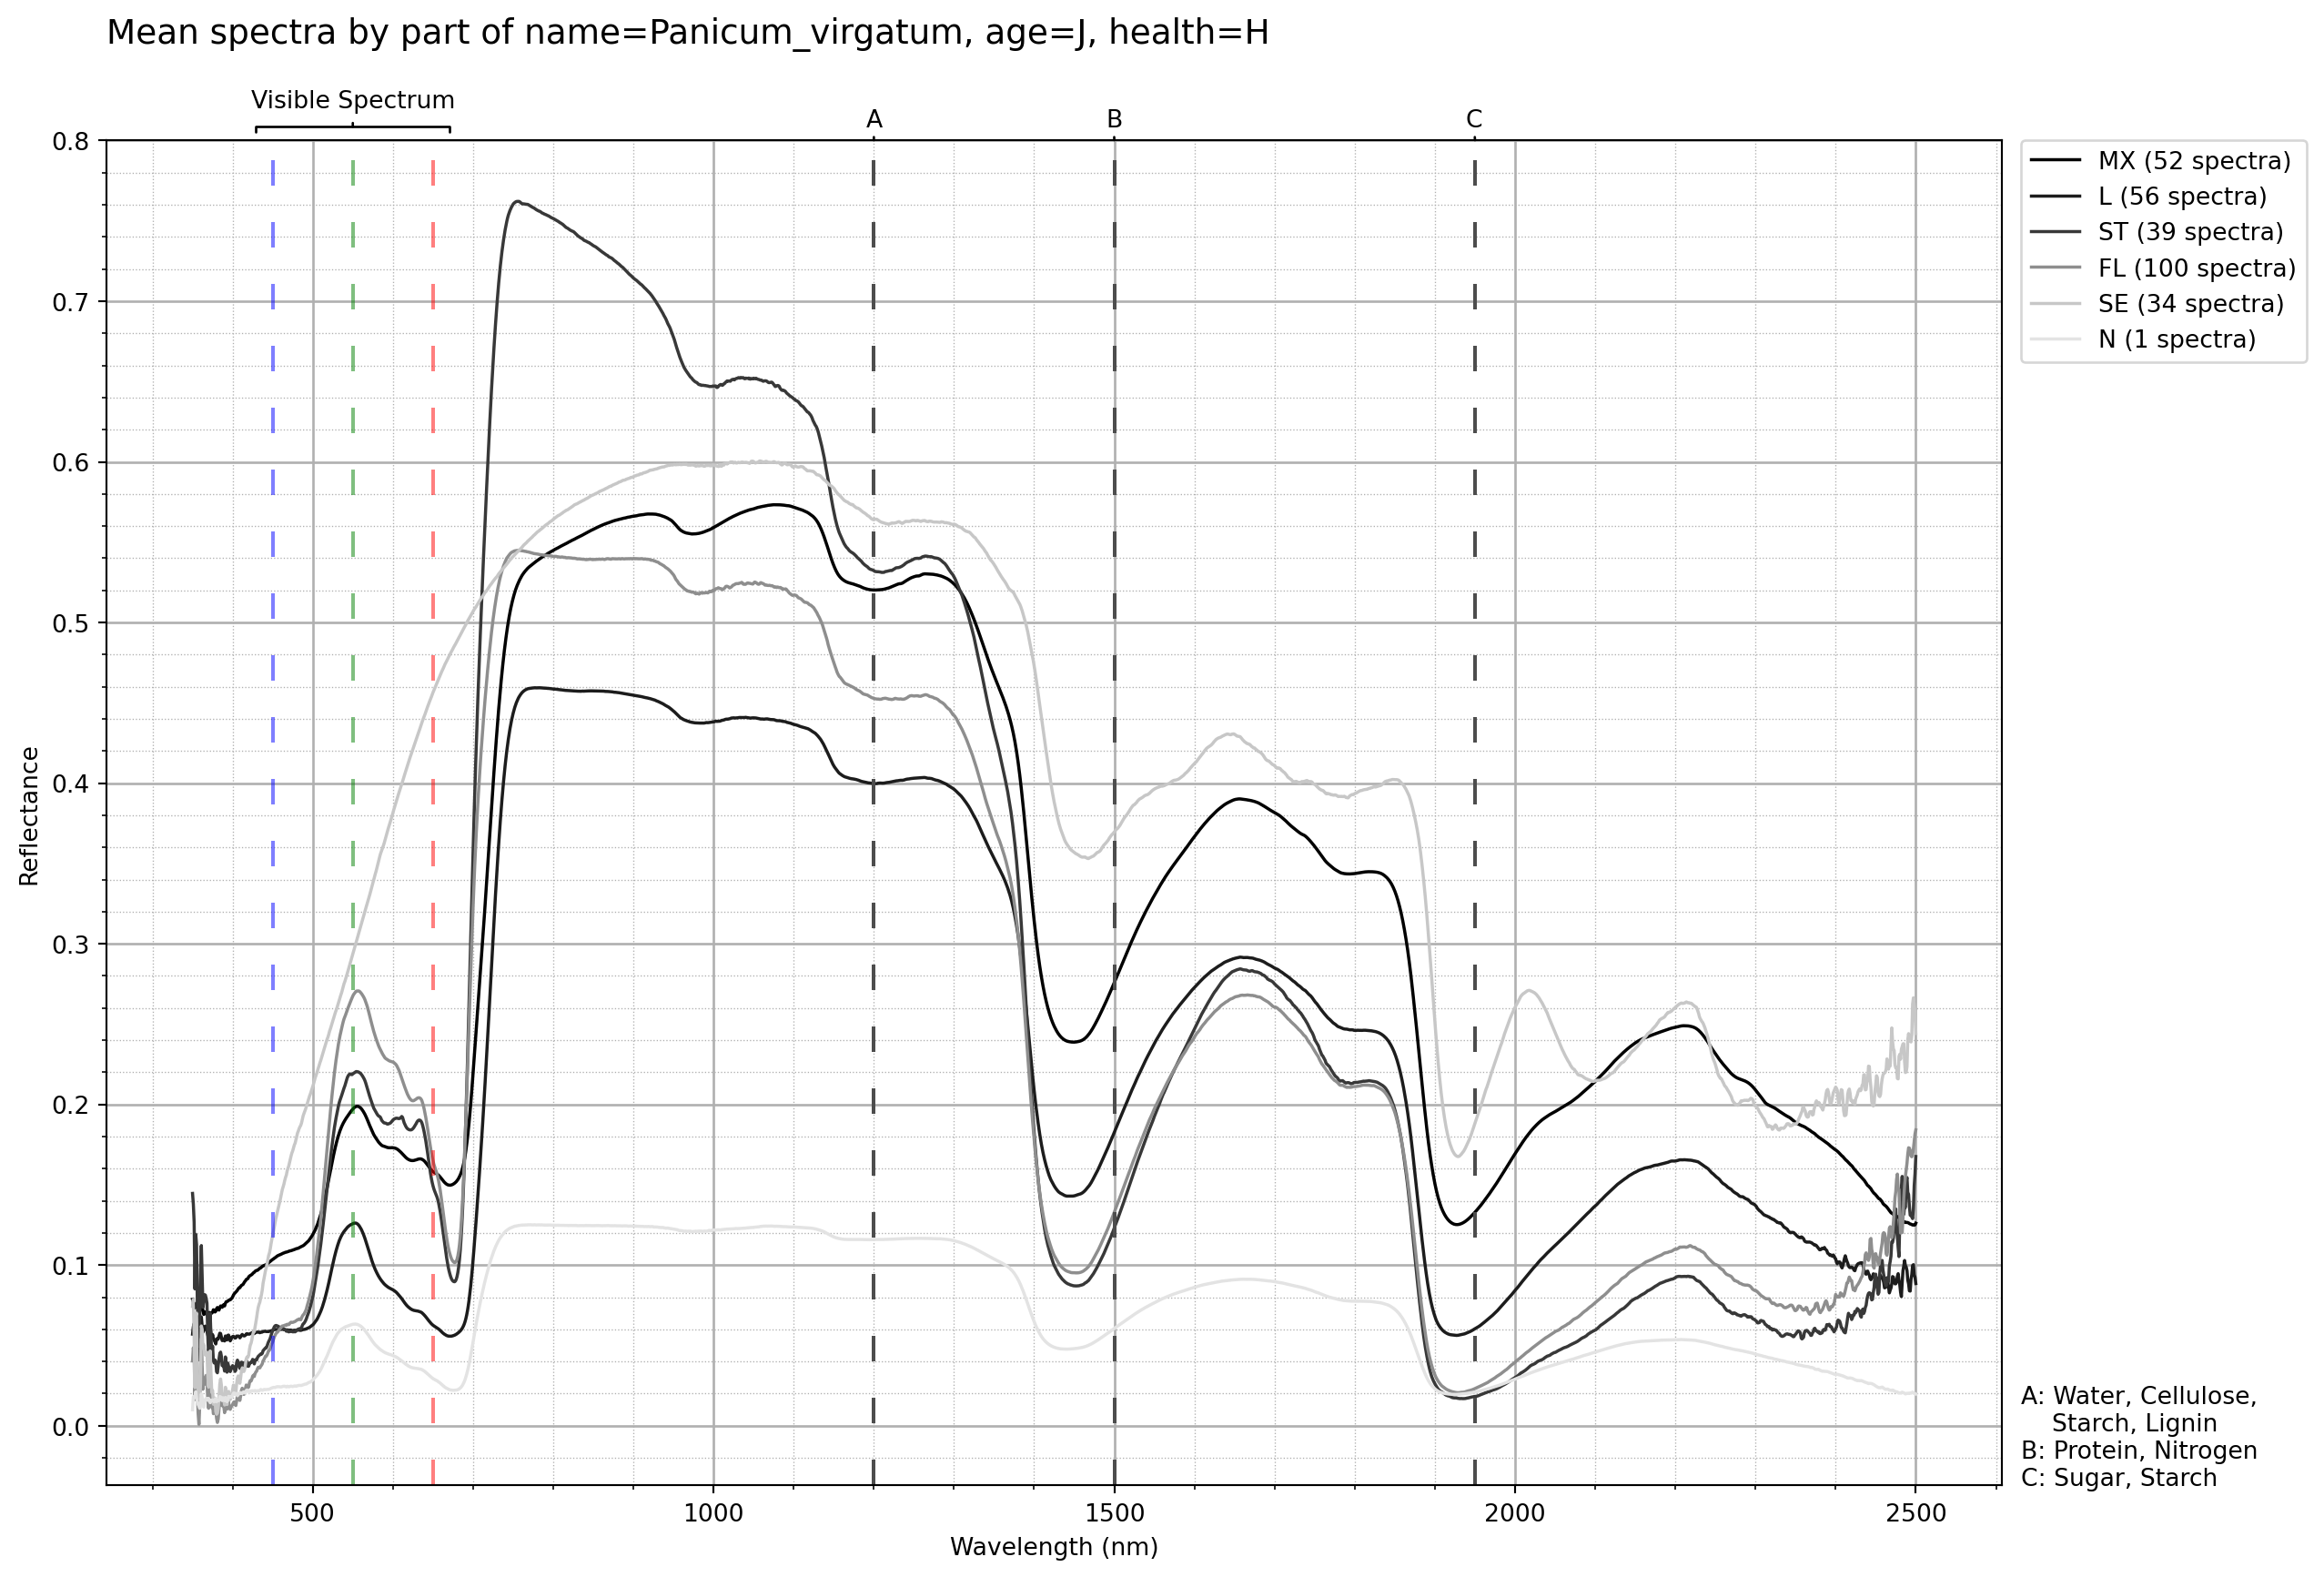 Mean spectra by part of name=Panicum_virgatum, age=J, health=H
Visible Spectrum
A
B
C
0.8
0.7
0.6
0.5
0.4
0.3
0.2
0.1
0.0
Reflectance
500
1000
1500
2000
2500
Wavelength (nm)
MX (52 spectra)
L (56 spectra)
ST (39 spectra)
FL (100 spectra)
SE (34 spectra)
N (1 spectra)
A: Water, Cellulose,
Starch, Lignin
B: Protein, Nitrogen
C: Sugar, Starch